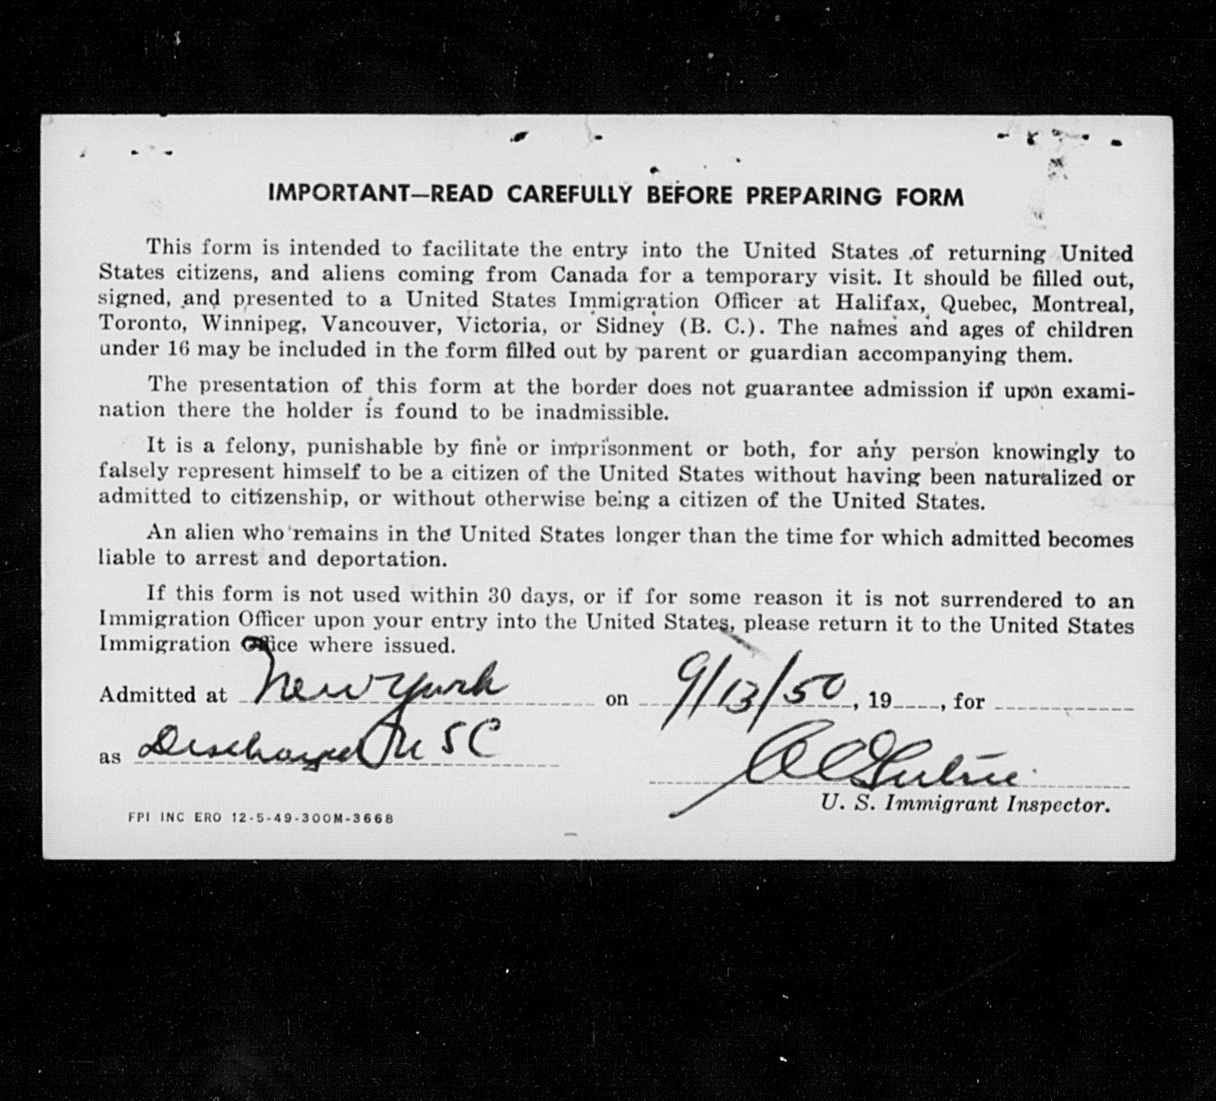 IMPORTANT—READ CAREFULLY BEFORE PREPARING FORM
This form is intended to facilitate the entry into the United States of returning United
States citizens, and aliens coming from Canada for a temporary visit. It should be filled out,
signed, and presented to a United States Immigration Officer at Halifax, Quebec, Montreal,
Toronto, Winnipeg, Vancouver, Victoria, or Sidney (B. C.). The names and ages of children
under 16 may be included in the form filled out by parent or guardian accompanying them.
The presentation of this form at the border does not guarantee admission if upon exami-
nation there the holder is found to be inadmissible.
It is a felony, punishable by fine or imprisonment or both, for any person knowingly to
falsely represent himself to be a citizen of the United States without having been naturalized or
admitted to citizenship, or without otherwise being a citizen of the United States.
An alien who remains in the United States longer than the time for which admitted becomes
liable to arrest and deportation.
If this form is not used within 30 days, or if for some reason it is not surrendered to an
Immigration Officer upon your entry into the United States, please return it to the United States
Immigration Office where issued.
Admitted at New York on 9/13/50, 19____, for
as Discharged USC
U. S. Immigrant Inspector.
FPI INC ERO 12-5-49-300M-3668